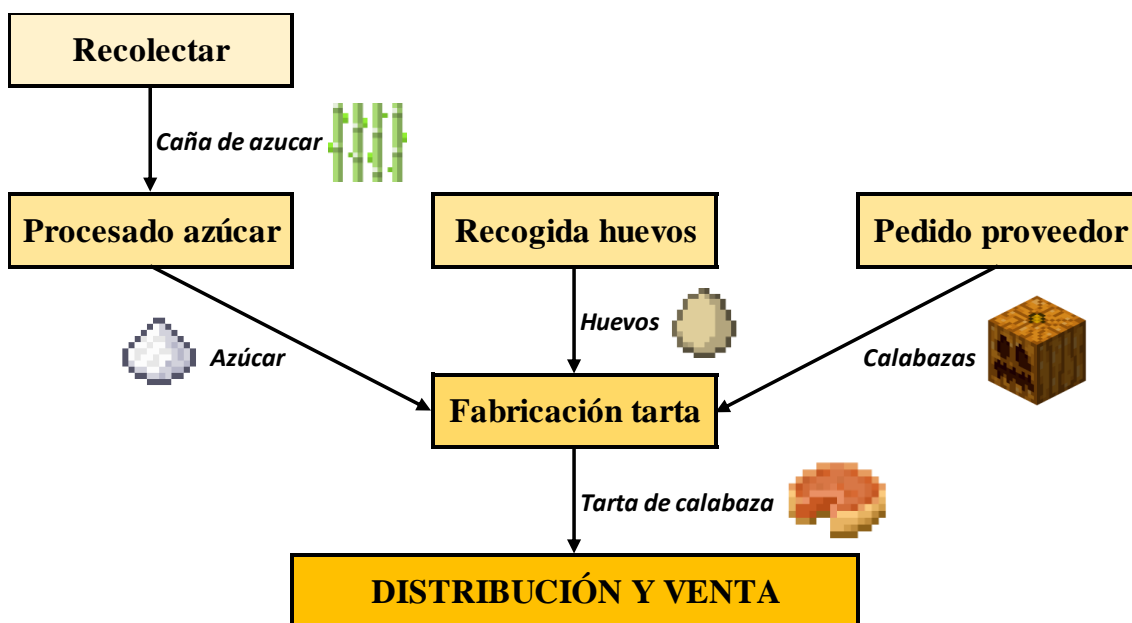 Recolectar
Caña de azucar
Procesado azúcar
Recogida huevos
Pedido proveedor
Azúcar
Huevos
Calabazas
Fabricación tarta
Tarta de calabaza
DISTRIBUCIÓN Y VENTA